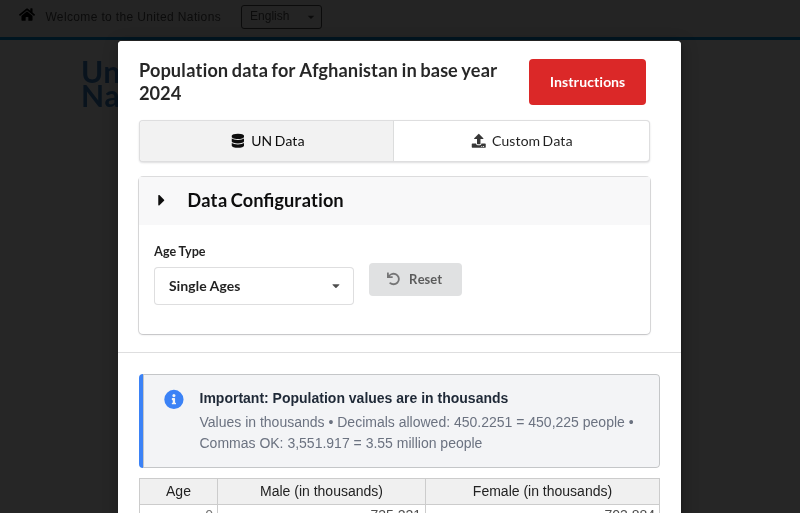 Welcome to the United Nations
English
Un
Na
Population data for Afghanistan in base year
2024
Instructions
UN Data
Custom Data
Data Configuration
Age Type
Single Ages
Reset
Important: Population values are in thousands
Values in thousands • Decimals allowed: 450.2251 = 450,225 people •
Commas OK: 3,551.917 = 3.55 million people
Age
Male (in thousands)
Female (in thousands)